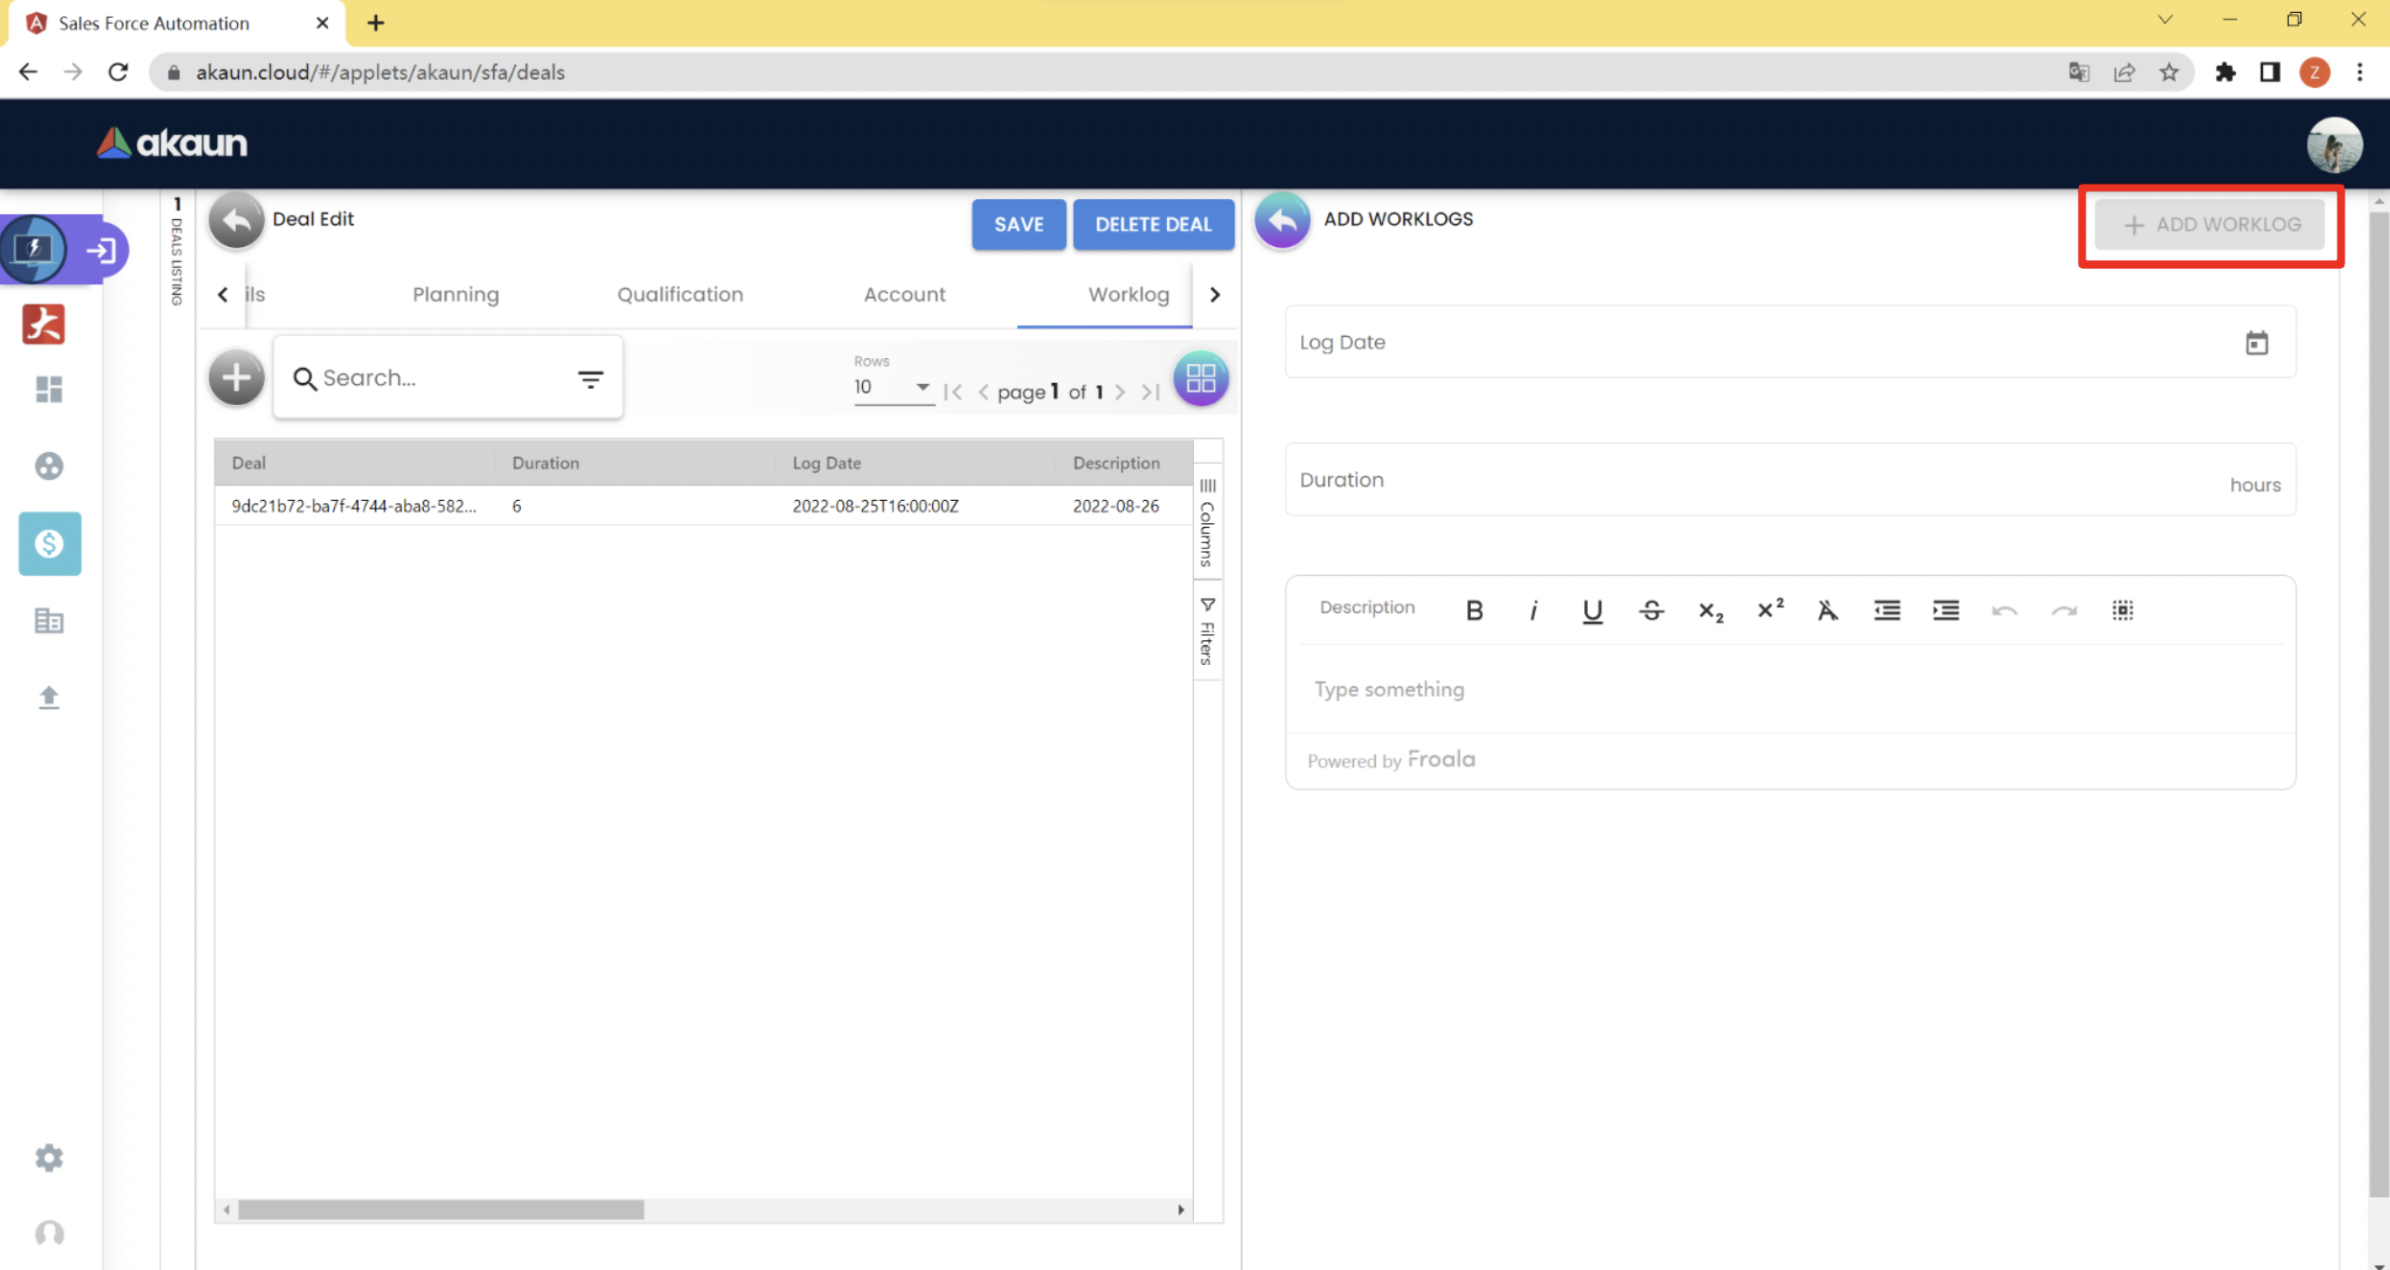 Sales Force Automation
akaun.cloud/#/applets/akaun/sfa/deals
Z
akaun
1 DEALS LISTING
Deal Edit
SAVE
DELETE DEAL
ils
Planning
Qualification
Account
Worklog
Search...
Rows
10
page 1 of 1
Deal Duration Log Date Description
9dc21b72-ba7f-4744-aba8-582... 6 2022-08-25T16:00:00Z 2022-08-26
Columns
Filters
ADD WORKLOGS
ADD WORKLOG
Log Date
Duration
hours
Description
Type something
Powered by Froala